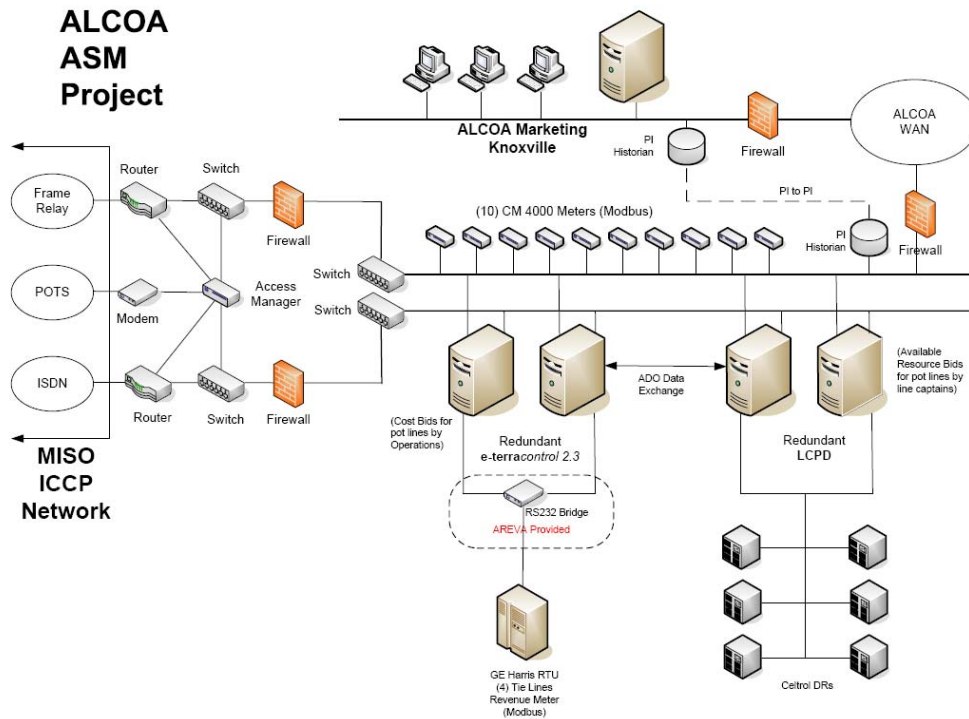 ALCOA
ASM
Project
ALCOA Marketing
Knoxville
PI
Historian
Firewall
ALCOA
WAN
Frame
Relay
Router
Switch
Firewall
PI to PI
(10) CM 4000 Meters (Modbus)
PI
Historian
Firewall
Switch
POTS
Modem
Access
Manager
Switch
ISDN
Router
Switch
Firewall
MISO
ICCP
Network
(Cost Bids for
pot lines by
Operations)
ADO Data
Exchange
(Available
Resource Bids
for pot lines by
line captains)
Redundant
e-terracontrol 2.3
Redundant
LCPD
RS232 Bridge
AREVA Provided
GE Harris RTU
(4) Tie Lines
Revenue Meter
(Modbus)
Celtrol DRs